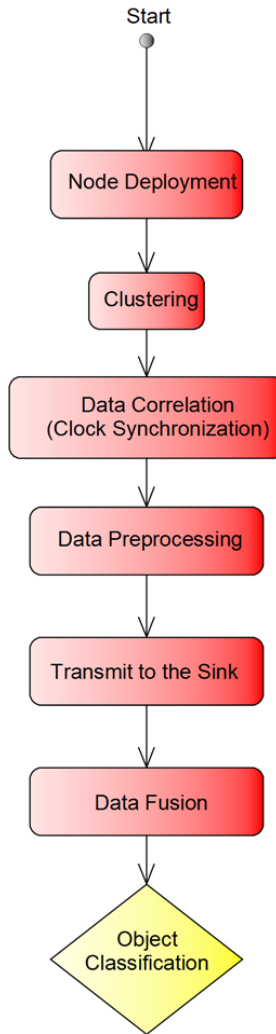 Start
Node Deployment
Clustering
Data Correlation
(Clock Synchronization)
Data Preprocessing
Transmit to the Sink
Data Fusion
Object
Classification